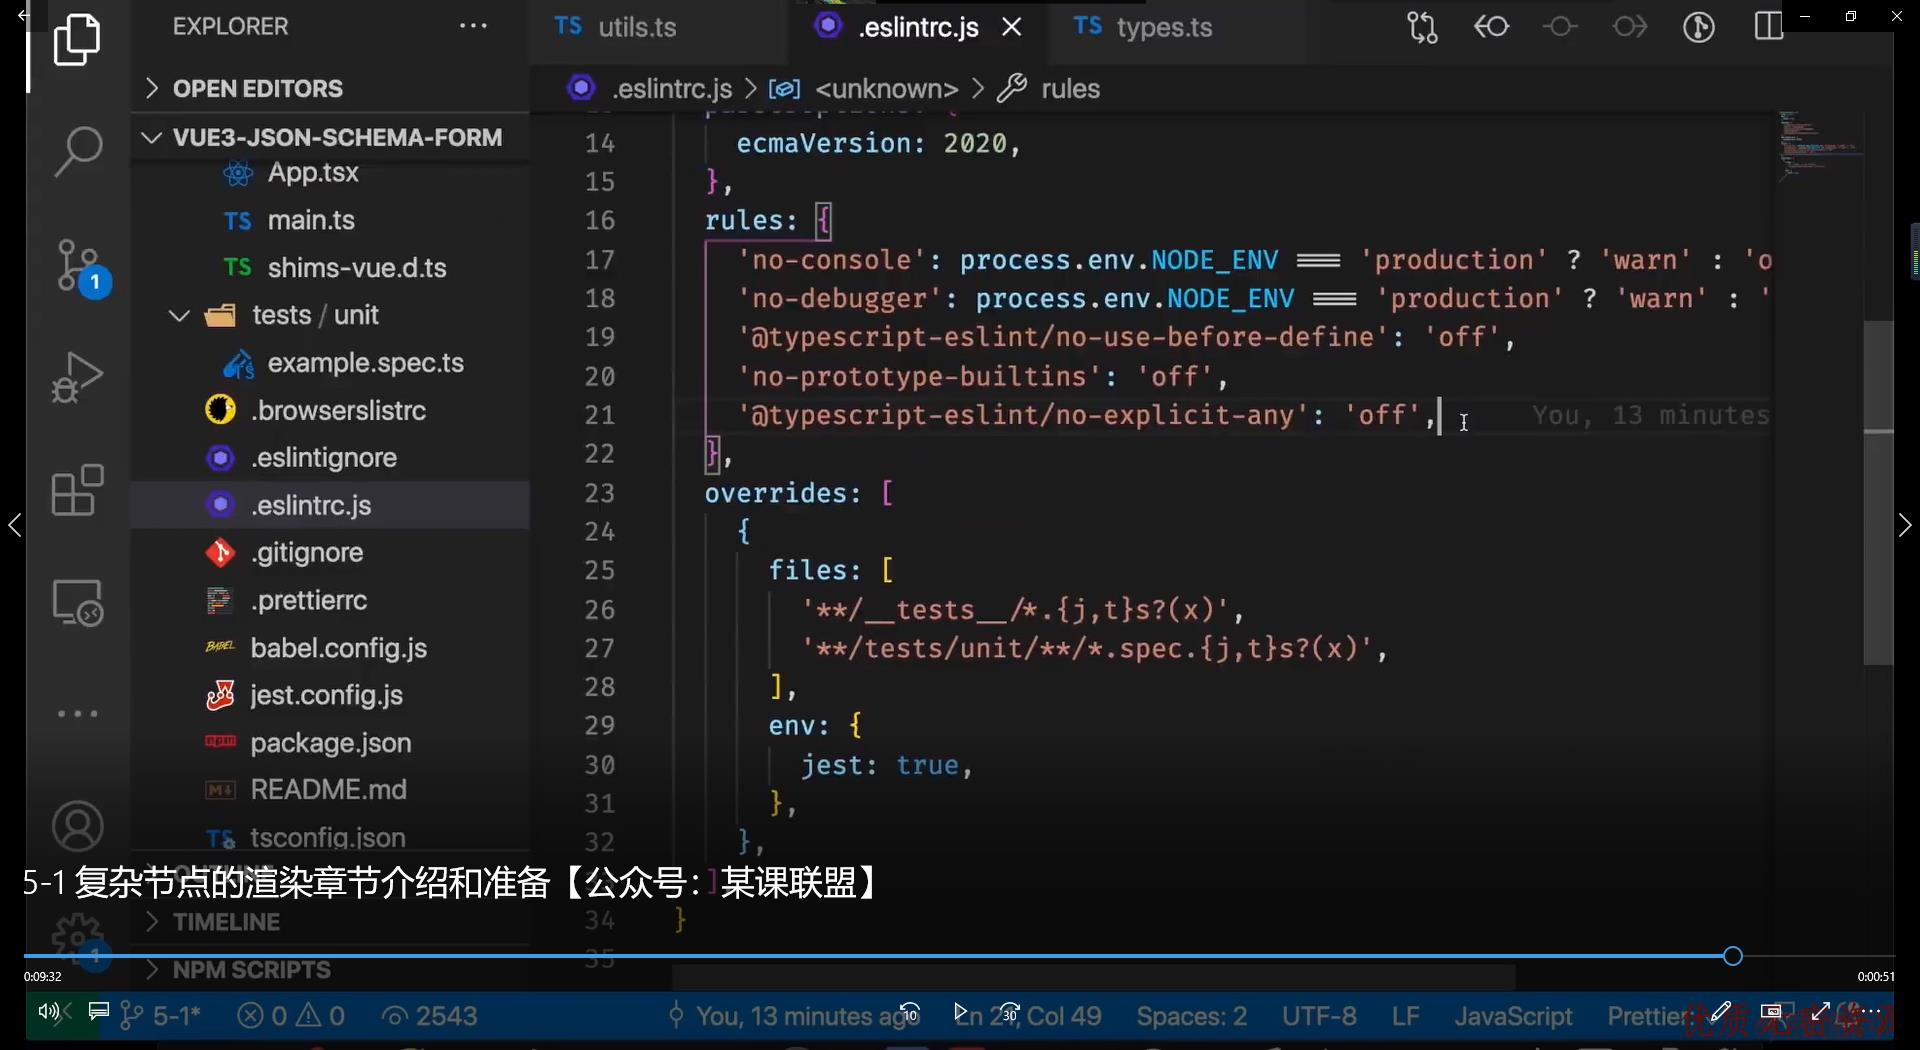 EXPLORER
utils.ts
.eslintrc.js
types.ts
OPEN EDITORS
.eslintrc.js > <unknown> > rules
VUE3-JSON-SCHEMA-FORM
App.tsx
main.ts
shims-vue.d.ts
tests / unit
example.spec.ts
.browserslistrc
.eslintignore
.eslintrc.js
.gitignore
.prettierrc
babel.config.js
jest.config.js
package.json
README.md
tsconfig.json
OUTLINE
TIMELINE
NPM SCRIPTS
14 ecmaVersion: 2020,
15 },
16 rules: {
17 'no-console': process.env.NODE_ENV === 'production' ? 'warn' : 'o
18 'no-debugger': process.env.NODE_ENV === 'production' ? 'warn' : '
19 '@typescript-eslint/no-use-before-define': 'off',
20 'no-prototype-builtins': 'off',
21 '@typescript-eslint/no-explicit-any': 'off', You, 13 minutes
22 },
23 overrides: [
24 {
25 files: [
26 '**/__tests__/*.{j,t}s?(x)',
27 '**/tests/unit/**/*.spec.{j,t}s?(x)',
28 ],
29 env: {
30 jest: true,
31 },
32 },
]
34 }
35
5-1 复杂节点的渲染章节介绍和准备【公众号：某课联盟】
0:09:32
0:00:51
5-1* 0 0 2543 You, 13 minutes ago Ln 21, Col 49 Spaces: 2 UTF-8 LF JavaScript Prettier
10
30